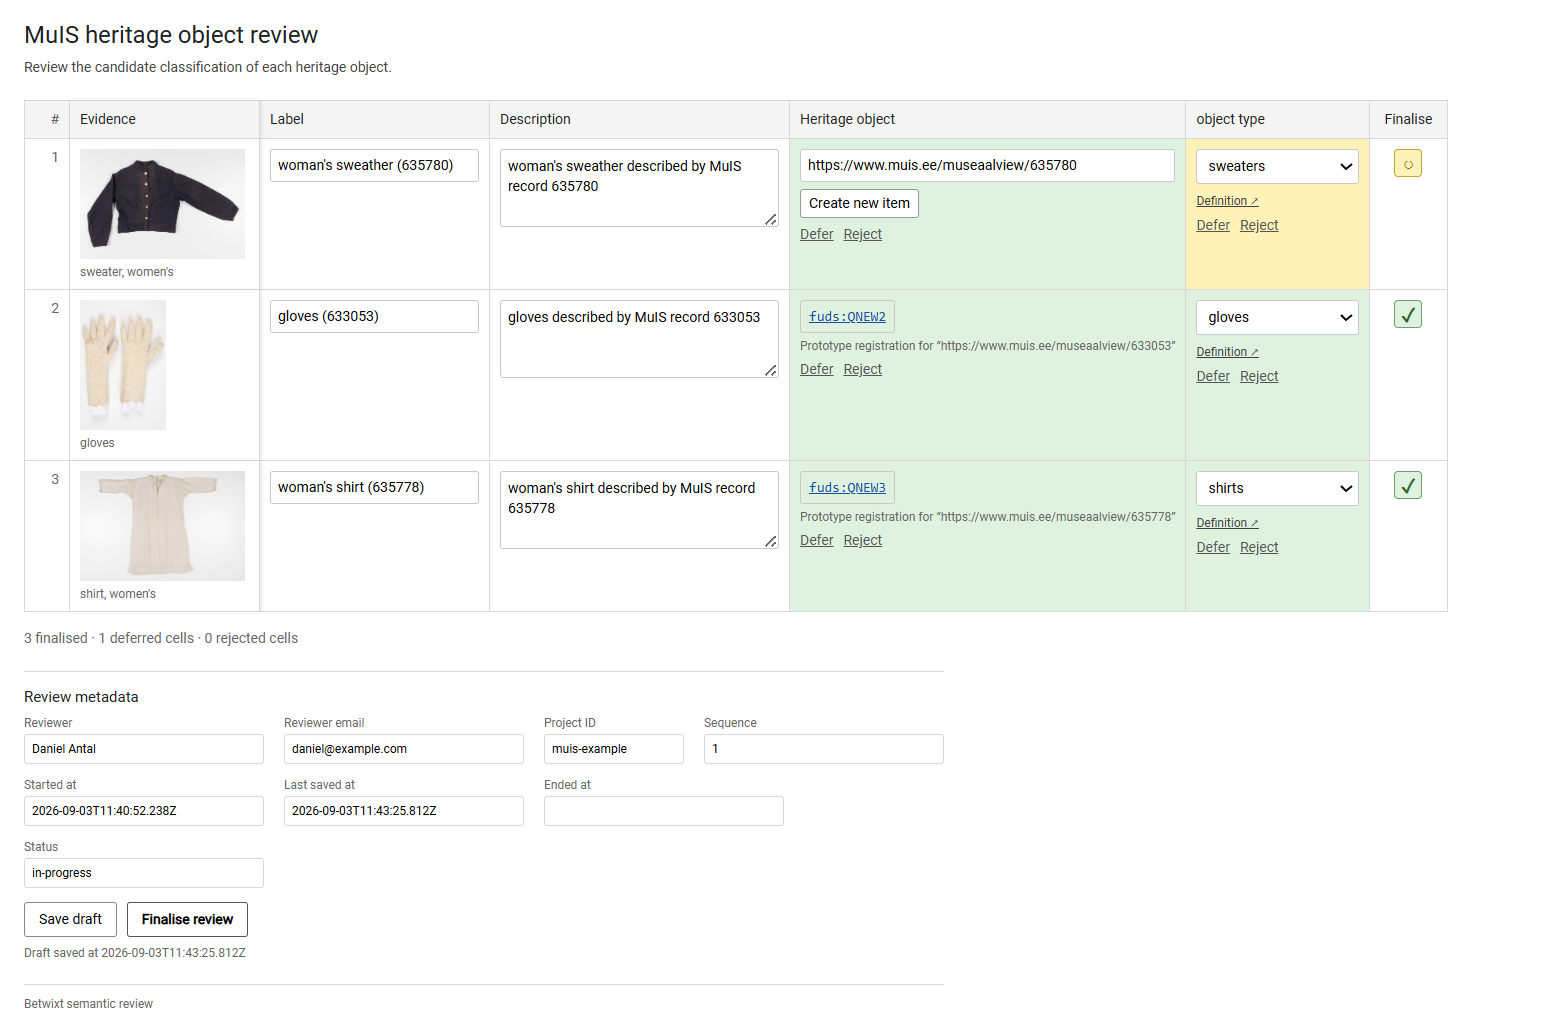 MuIS heritage object review
Review the candidate classification of each heritage object.
# Evidence Label Description Heritage object object type Finalise
1
sweater, women's
woman's sweather (635780)
woman's sweather described by MuIS
record 635780
https://www.muis.ee/museaalview/635780
Create new item
Defer Reject
sweaters
Definition ↗
Defer Reject
2
gloves
gloves (633053)
gloves described by MuIS record 633053
fuds:QNEW2
Prototype registration for “https://www.muis.ee/museaalview/633053”
Defer Reject
gloves
Definition ↗
Defer Reject
3
shirt, women's
woman's shirt (635778)
woman's shirt described by MuIS record
635778
fuds:QNEW3
Prototype registration for “https://www.muis.ee/museaalview/635778”
Defer Reject
shirts
Definition ↗
Defer Reject
3 finalised · 1 deferred cells · 0 rejected cells
Review metadata
Reviewer Reviewer email Project ID Sequence
Daniel Antal daniel@example.com muis-example 1
Started at Last saved at Ended at
2026-09-03T11:40:52.238Z 2026-09-03T11:43:25.812Z
Status
in-progress
Save draft Finalise review
Draft saved at 2026-09-03T11:43:25.812Z
Betwixt semantic review